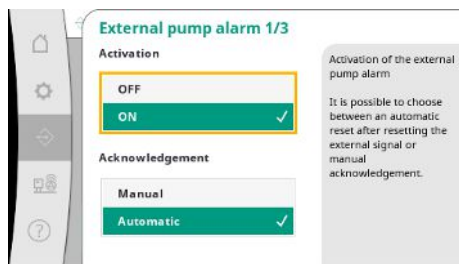 External pump alarm 1/3
Activation
OFF
ON
Acknowledgement
Manual
Automatic
Activation of the external
pump alarm
It is possible to choose
between an automatic
reset after resetting the
external signal or
manual
acknowledgement.